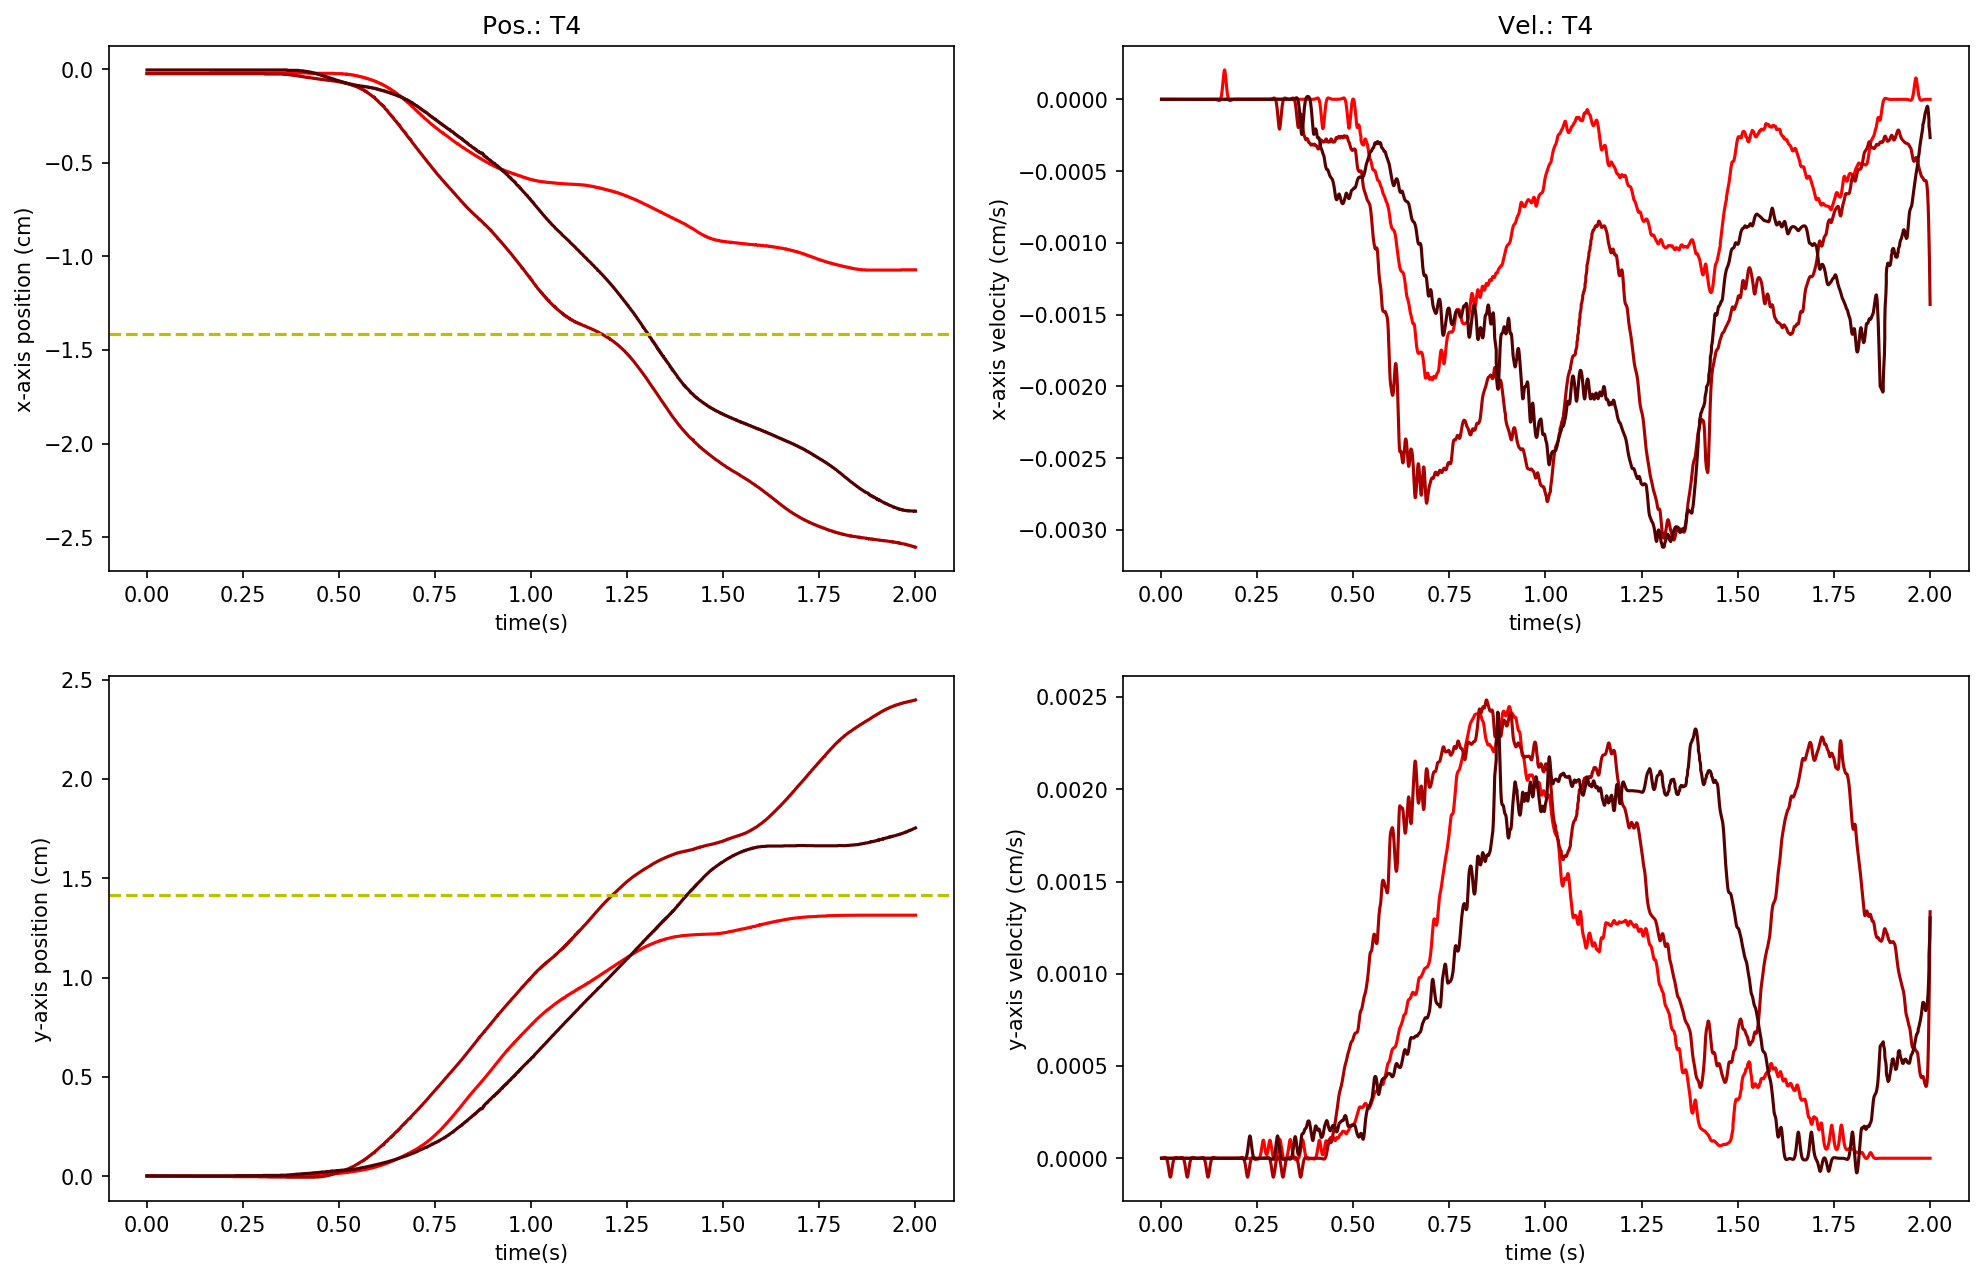 Pos.: T4
0.0
−0.5
−1.0
−1.5
−2.0
−2.5
x-axis position (cm)
0.00 0.25 0.50 0.75 1.00 1.25 1.50 1.75 2.00
time(s)
Vel.: T4
0.0000
−0.0005
−0.0010
−0.0015
−0.0020
−0.0025
−0.0030
x-axis velocity (cm/s)
0.00 0.25 0.50 0.75 1.00 1.25 1.50 1.75 2.00
time(s)
2.5
2.0
1.5
1.0
0.5
0.0
y-axis position (cm)
0.00 0.25 0.50 0.75 1.00 1.25 1.50 1.75 2.00
time(s)
0.0025
0.0020
0.0015
0.0010
0.0005
0.0000
y-axis velocity (cm/s)
0.00 0.25 0.50 0.75 1.00 1.25 1.50 1.75 2.00
time (s)